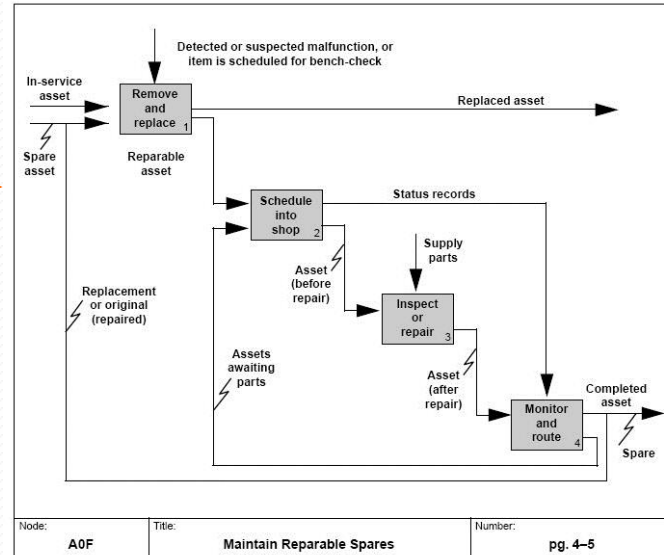 Detected or suspected malfunction, or
item is scheduled for bench-check
In-service
asset
Remove
and
replace
1
Replaced asset
Spare
asset
Reparable
asset
Schedule
into
shop
2
Status records
Supply
parts
Asset
(before
repair)
Replacement
or original
(repaired)
Inspect
or
repair
3
Assets
awaiting
parts
Asset
(after
repair)
Completed
asset
Monitor
and
route
4
Spare
Node:
A0F
Title:
Maintain Reparable Spares
Number:
pg. 4–5